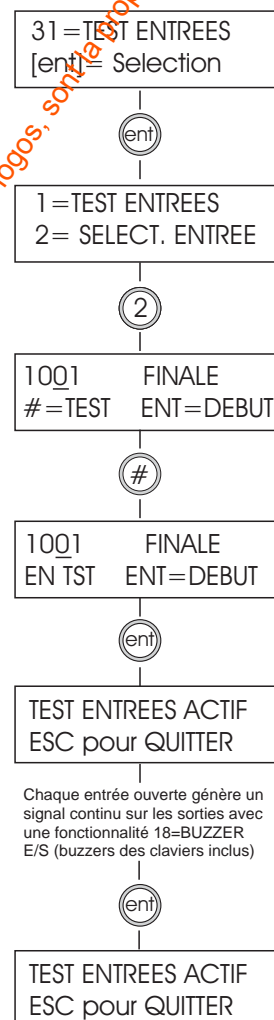 31=TEST ENTREES
[ent]= Selection
ent
1=TEST ENTREES
2= SELECT. ENTREE
2
1001 FINALE
#=TEST ENT=DEBUT
#
1001 FINALE
EN TST ENT=DEBUT
ent
TEST ENTREES ACTIF
ESC pour QUITTER
Chaque entrée ouverte génère un
signal continu sur les sorties avec
une fonctionnalité 18=BUZZER
E/S (buzzers des claviers inclus)
ent
TEST ENTREES ACTIF
ESC pour QUITTER
logos, sont la